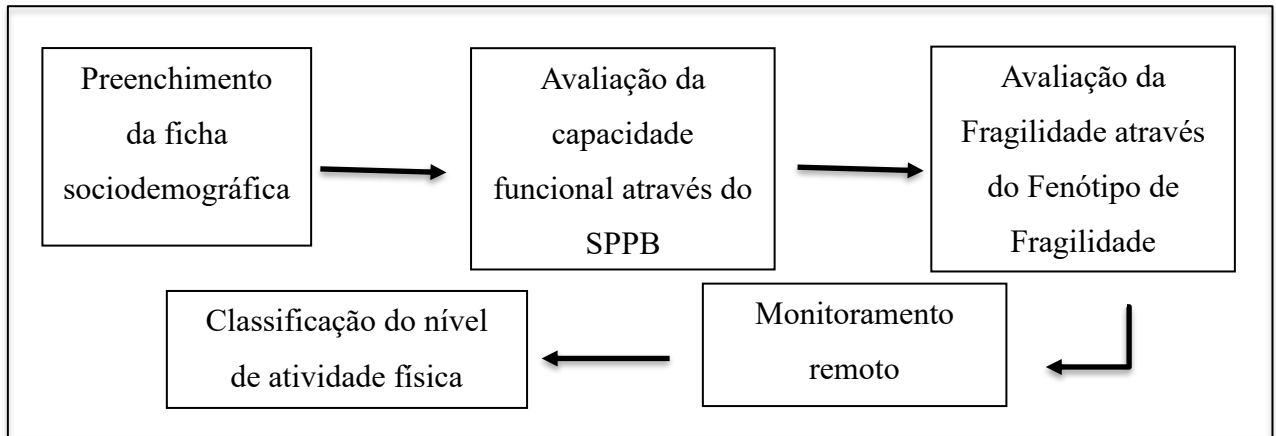 Preenchimento
da ficha
sociodemográfica
Avaliação da
capacidade
funcional através do
SPPB
Avaliação da
Fragilidade através
do Fenótipo de
Fragilidade
Monitoramento
remoto
Classificação do nível
de atividade física